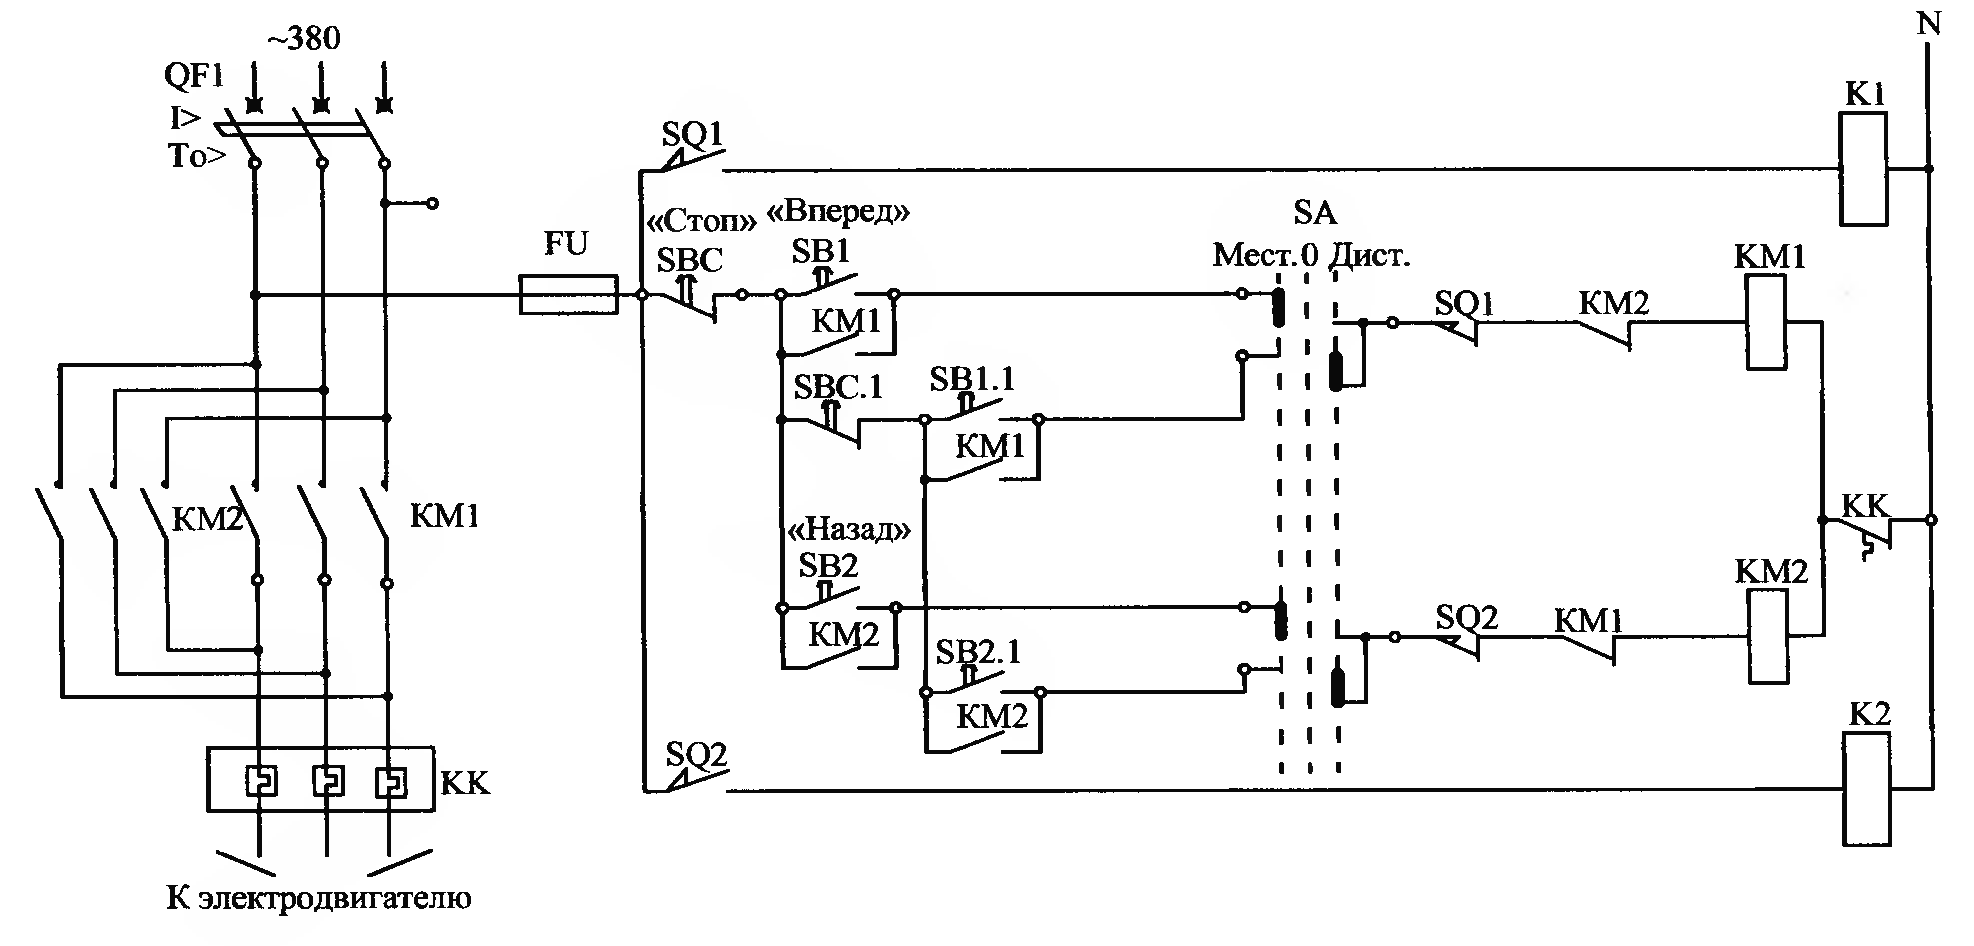 ~380
QF1
I>
To>
N
K1
SQ1
«Стоп» «Вперед»
SA
FU
SBC
SB1
Мест. 0 Дист.
KM1
KM1
SQ1
KM2
SBC.1
SB1.1
KM1
KM2
KM1
«Назад»
KK
SB2
KM2
KM2
SQ2
KM1
SB2.1
KM2
K2
SQ2
KK
К электродвигателю